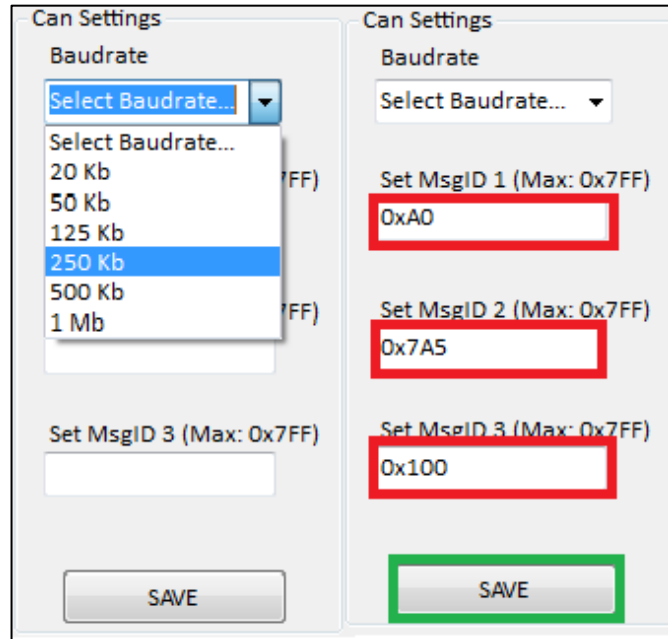 Can Settings
Baudrate
Select Baudrate...
Select Baudrate...
20 Kb
50 Kb
125 Kb
250 Kb
500 Kb
1 Mb
7FF)
7FF)
Set MsgID 3 (Max: 0x7FF)
SAVE
Can Settings
Baudrate
Select Baudrate...
Set MsgID 1 (Max: 0x7FF)
0xA0
Set MsgID 2 (Max: 0x7FF)
0x7A5
Set MsgID 3 (Max: 0x7FF)
0x100
SAVE